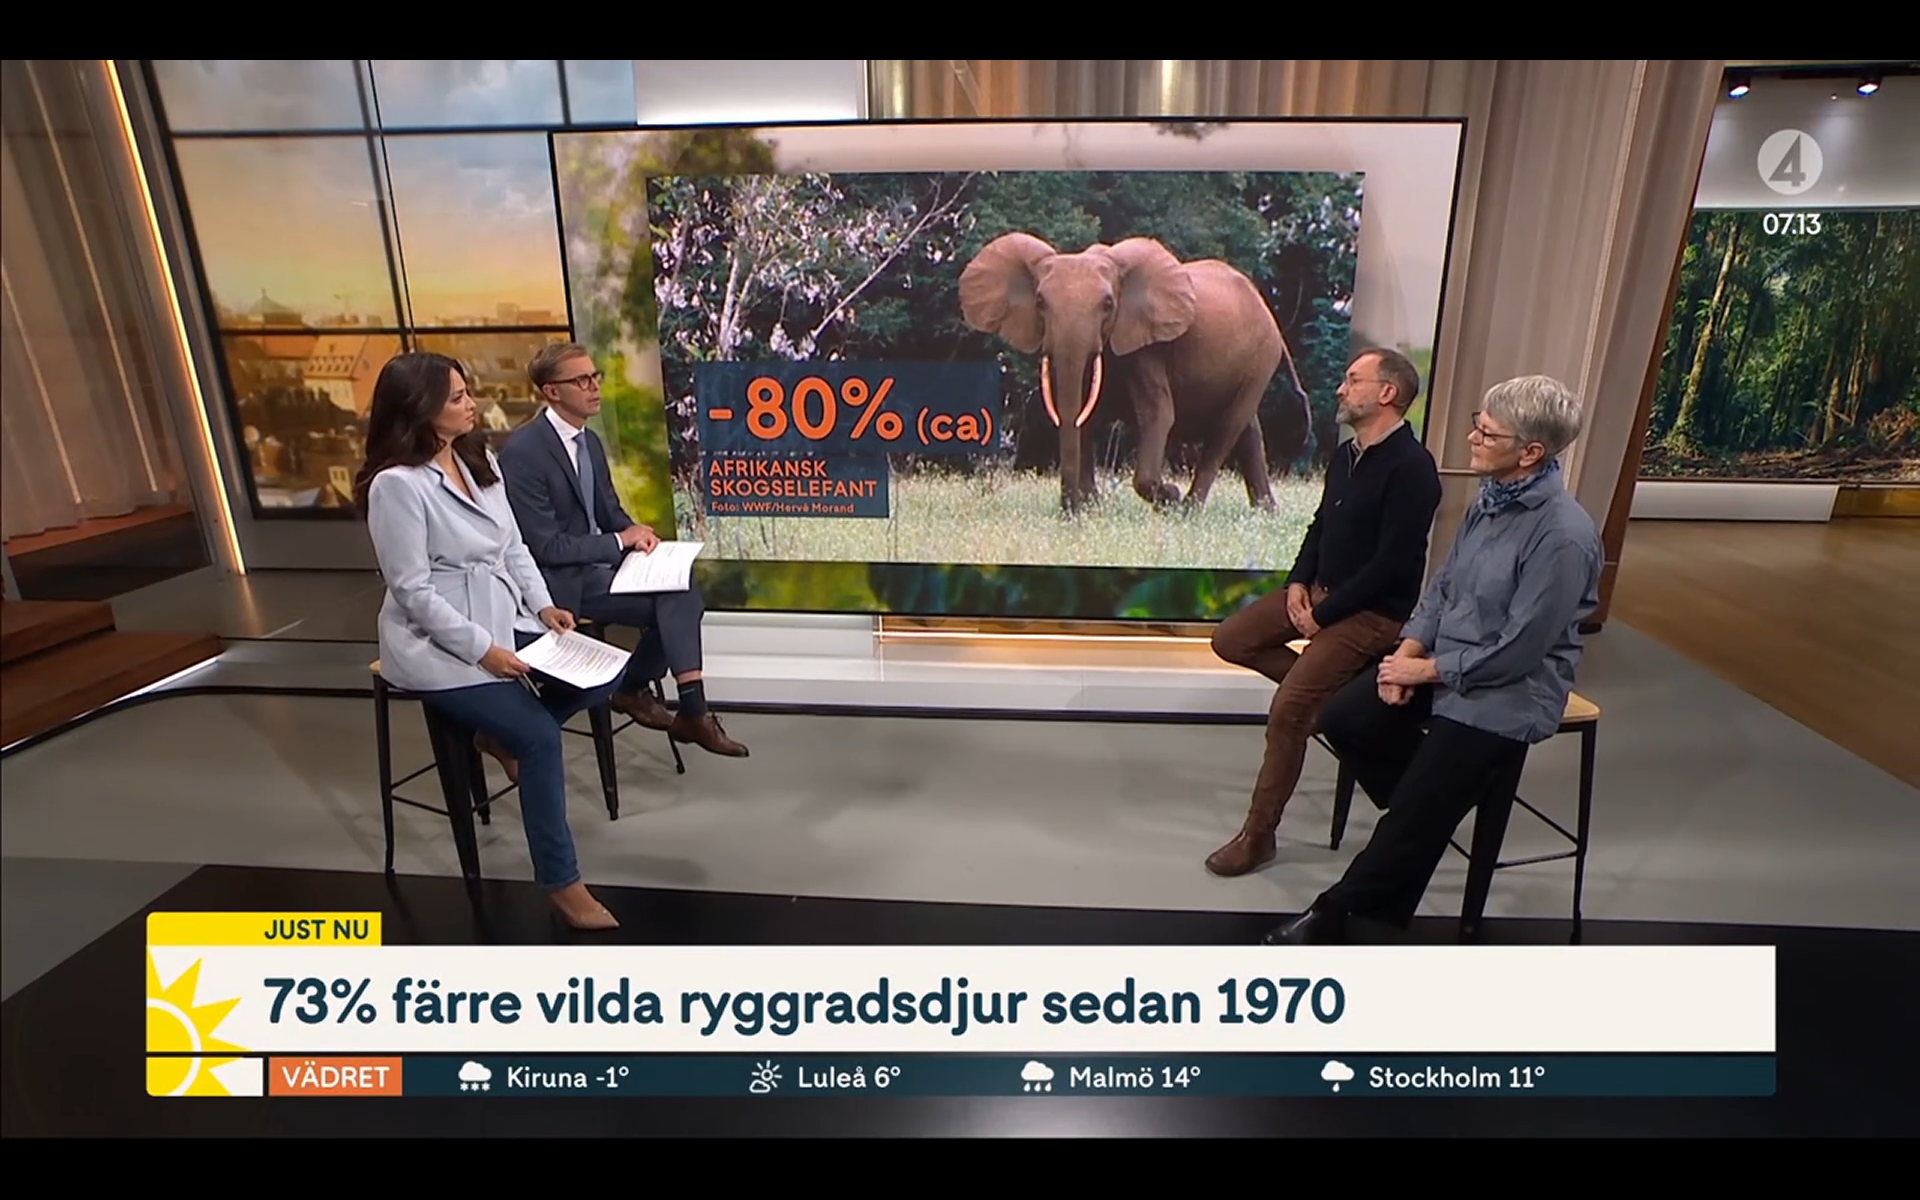 4
07.13
- 80% (ca)
AFRIKANSK
SKOGSELEFANT
Foto: WWF/Hervé Morand
JUST NU
73% färre vilda ryggradsdjur sedan 1970
VÄDRET Kiruna -1° Luleå 6° Malmö 14° Stockholm 11°